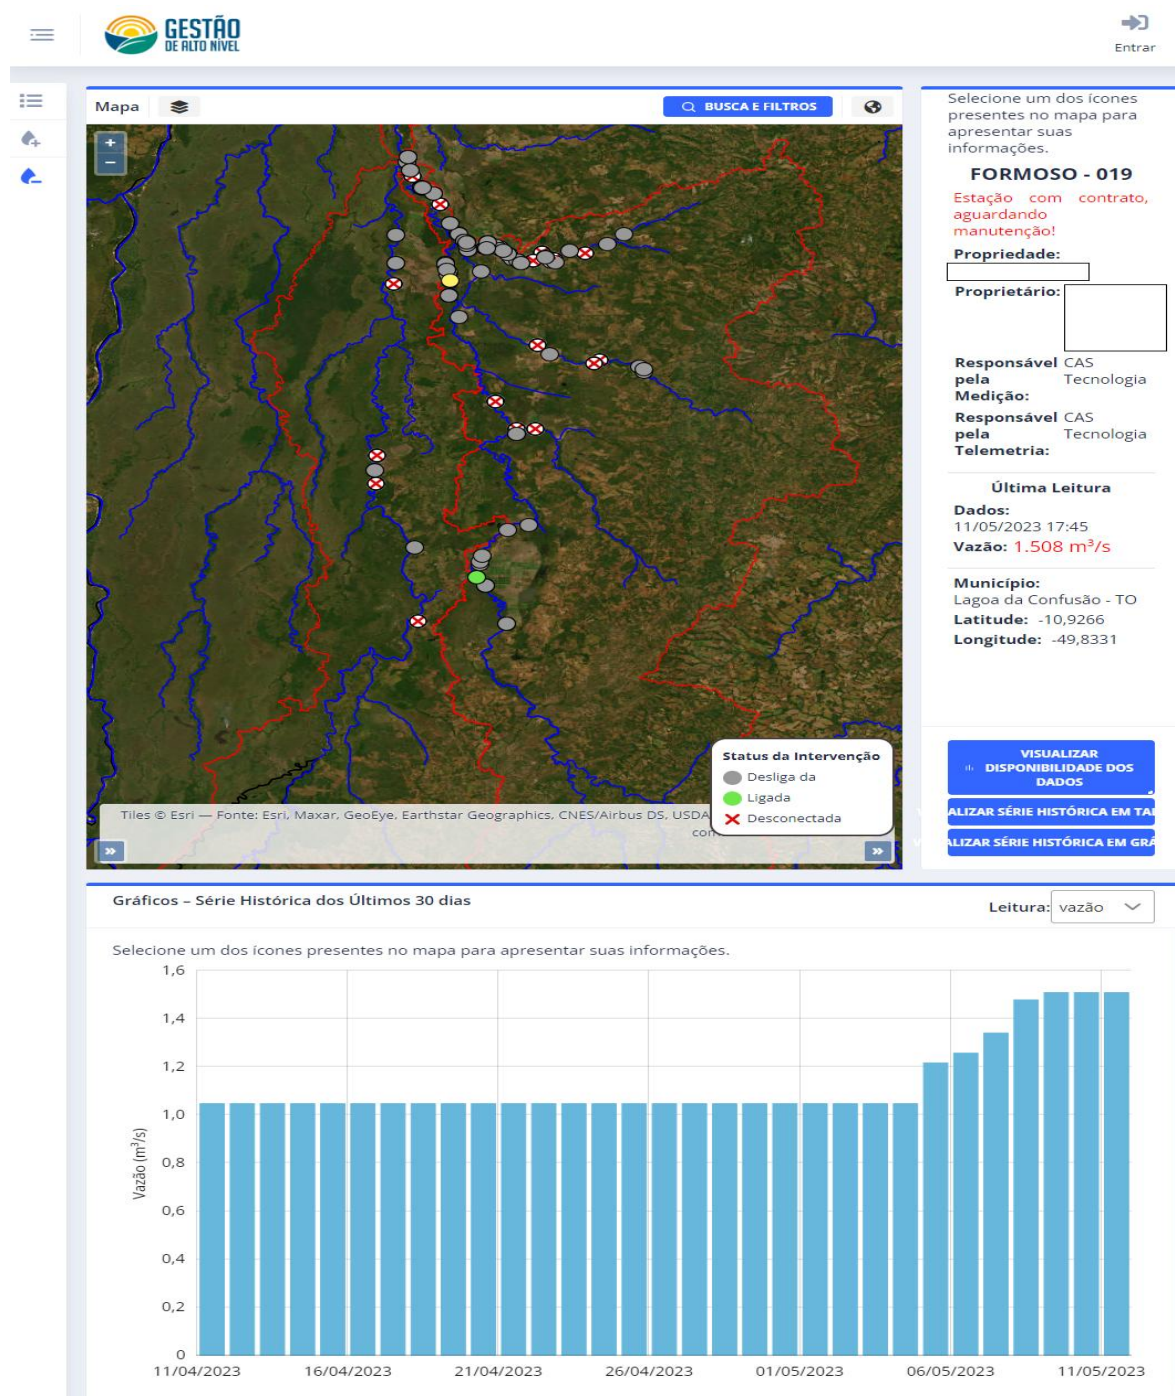 GESTÃO
DE ALTO NÍVEL
Entrar
Mapa
BUSCA E FILTROS
+
−
Status da Intervenção
Desliga da
Ligada
Desconectada
Tiles © Esri — Fonte: Esri, Maxar, GeoEye, Earthstar Geographics, CNES/Airbus DS, USDA
com
»
»
Selecione um dos ícones
presentes no mapa para
apresentar suas
informações.
FORMOSO - 019
Estação com contrato,
aguardando
manutenção!
Propriedade:
Proprietário:
Responsável CAS
pela Tecnologia
Medição:
Responsável CAS
pela Tecnologia
Telemetria:
Última Leitura
Dados:
11/05/2023 17:45
Vazão: 1.508 m³/s
Município:
Lagoa da Confusão - TO
Latitude: -10,9266
Longitude: -49,8331
VISUALIZAR
DISPONIBILIDADE DOS
DADOS
ALIZAR SÉRIE HISTÓRICA EM TA
ALIZAR SÉRIE HISTÓRICA EM GRÁ
Gráficos – Série Histórica dos Últimos 30 dias
Leitura: vazão
Selecione um dos ícones presentes no mapa para apresentar suas informações.
Vazão (m³/s)
1,6
1,4
1,2
1,0
0,8
0,6
0,4
0,2
0
11/04/2023 16/04/2023 21/04/2023 26/04/2023 01/05/2023 06/05/2023 11/05/2023